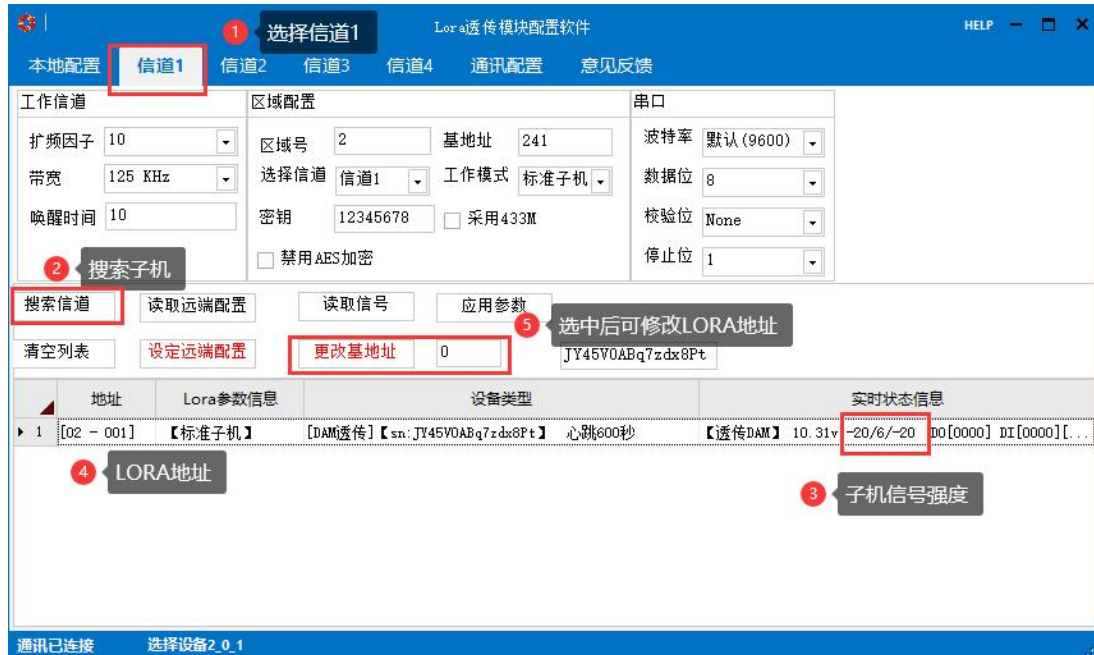 1 选择信道1
Lora透传模块配置软件
HELP
本地配置 信道1 信道2 信道3 信道4 通讯配置 意见反馈
工作信道 区域配置 串口
扩频因子 10 区域号 2 基地址 241 波特率 默认(9600)
带宽 125 KHz 选择信道 信道1 工作模式 标准子机 数据位 8
唤醒时间 10 密钥 12345678 采用433M 校验位 None
禁用AES加密 停止位 1
2 搜索子机
搜索信道 读取远端配置 读取信号 应用参数
5 选中后可修改LORA地址
清空列表 设定远端配置 更改基地址 0 JY45V0ABq7zdx8Pt
地址 Lora参数信息 设备类型 实时状态信息
1 [02 - 001] 【标准子机】 [DAM透传]【sn:JY45V0ABq7zdx8Pt】 心跳600秒 【透传DAM】 10.31v -20/6/-20 DO[0000] DI[0000][...
4 LORA地址
3 子机信号强度
通讯已连接 选择设备2_0_1